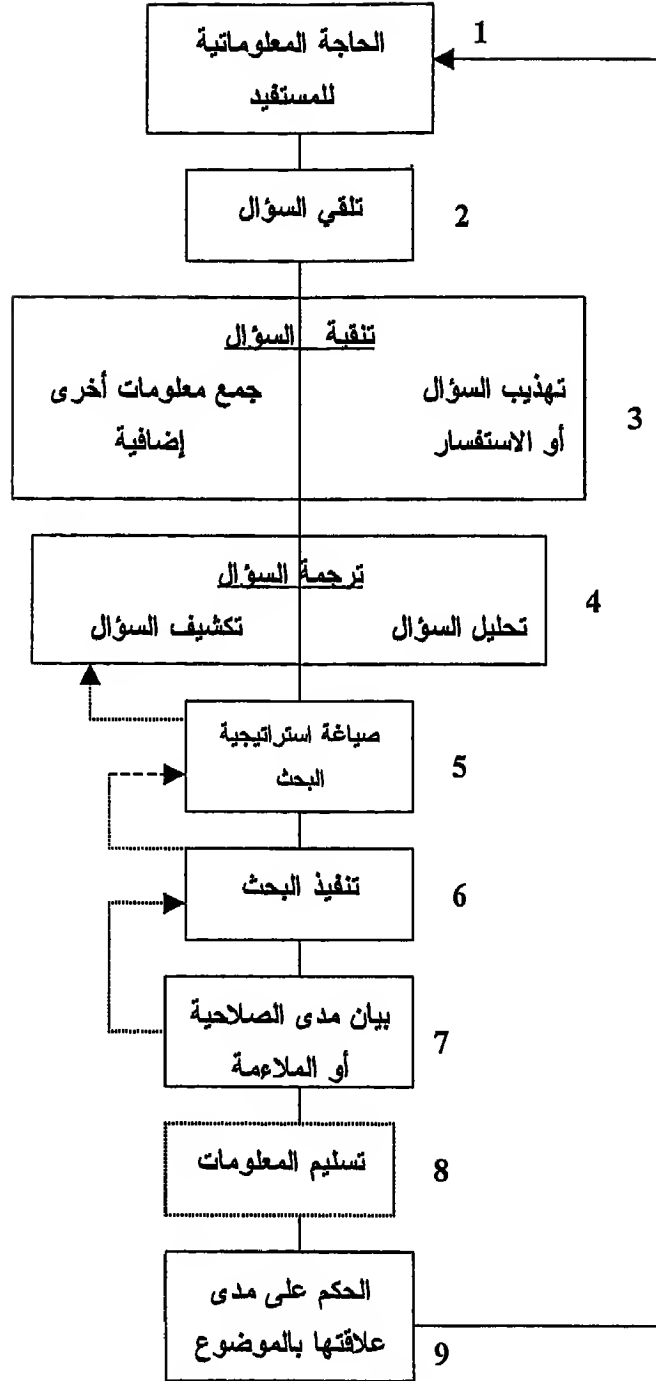 الحاجة المعلوماتية
للمستفيد
1
تلقي السؤال
2
تنقية السؤال
تهذيب السؤال
أو الاستفسار
جمع معلومات أخرى
إضافية
3
ترجمة السؤال
تحليل السؤال
تكشيف السؤال
4
صياغة استراتيجية
البحث
5
تنفيذ البحث
6
بيان مدى الصلاحية
أو الملاءمة
7
تسليم المعلومات
8
الحكم على مدى
علاقتها بالموضوع
9